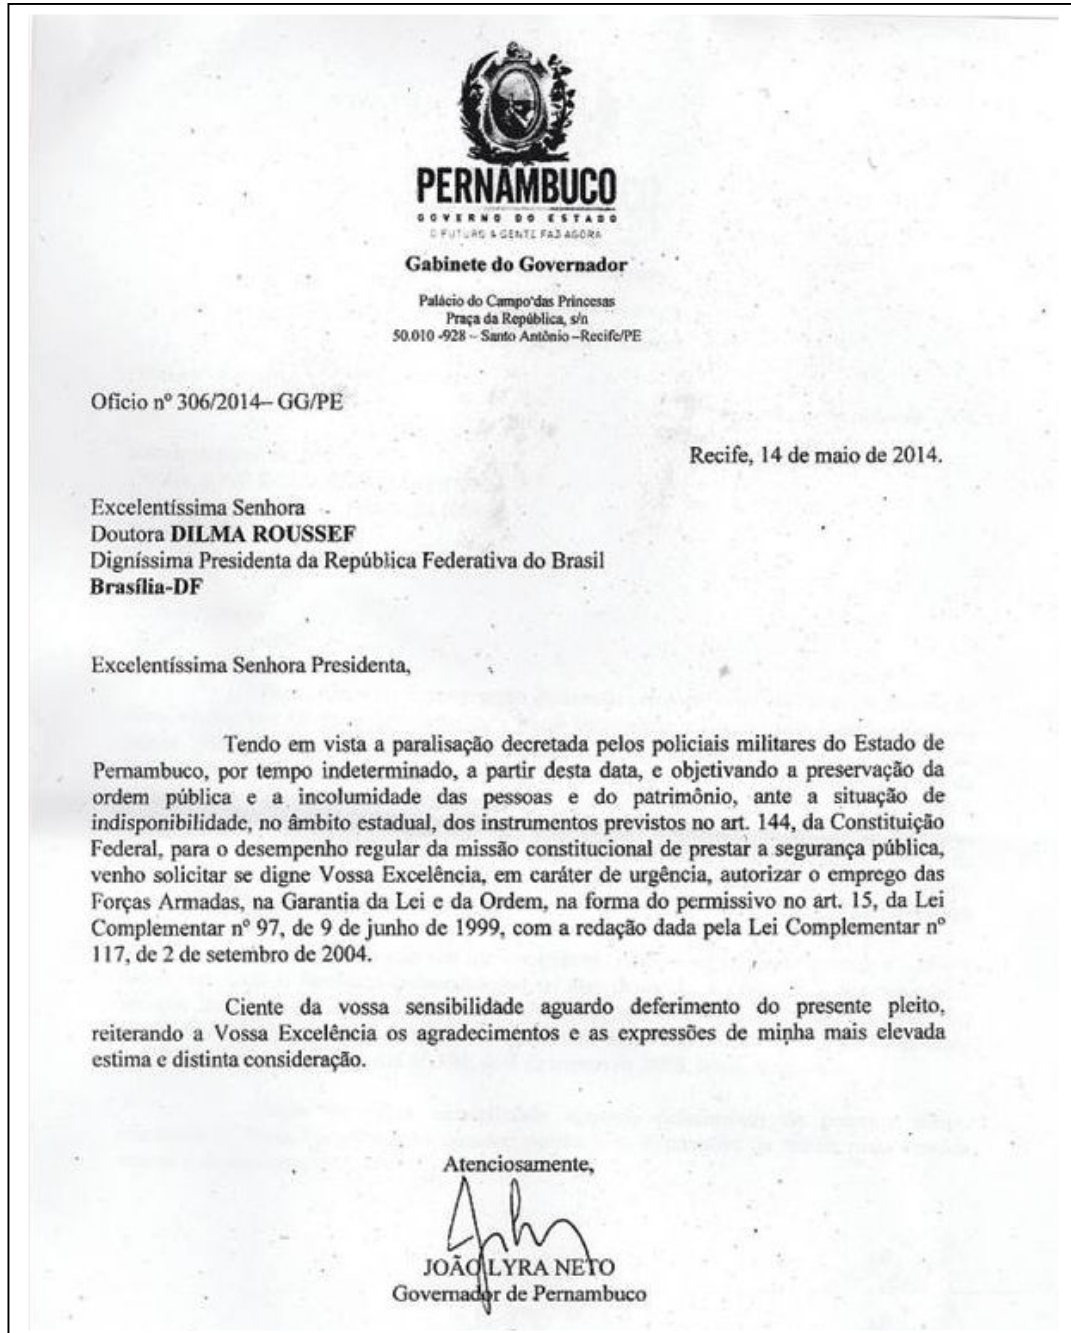 PERNAMBUCO
GOVERNO DO ESTADO
O FUTURO A GENTE FAZ AGORA
Gabinete do Governador
Palácio do Campo das Princesas
Praça da República, s/n
50.010 -928 – Santo Antônio –Recife/PE
Ofício nº 306/2014– GG/PE
Recife, 14 de maio de 2014.
Excelentíssima Senhora
Doutora DILMA ROUSSEF
Digníssima Presidenta da República Federativa do Brasil
Brasília-DF
Excelentíssima Senhora Presidenta,
Tendo em vista a paralisação decretada pelos policiais militares do Estado de
Pernambuco, por tempo indeterminado, a partir desta data, e objetivando a preservação da
ordem pública e a incolumidade das pessoas e do patrimônio, ante a situação de
indisponibilidade, no âmbito estadual, dos instrumentos previstos no art. 144, da Constituição
Federal, para o desempenho regular da missão constitucional de prestar a segurança pública,
venho solicitar se digne Vossa Excelência, em caráter de urgência, autorizar o emprego das
Forças Armadas, na Garantia da Lei e da Ordem, na forma do permissivo no art. 15, da Lei
Complementar nº 97, de 9 de junho de 1999, com a redação dada pela Lei Complementar nº
117, de 2 de setembro de 2004.
Ciente da vossa sensibilidade aguardo deferimento do presente pleito,
reiterando a Vossa Excelência os agradecimentos e as expressões de minha mais elevada
estima e distinta consideração.
Atenciosamente,
JOÃO LYRA NETO
Governador de Pernambuco